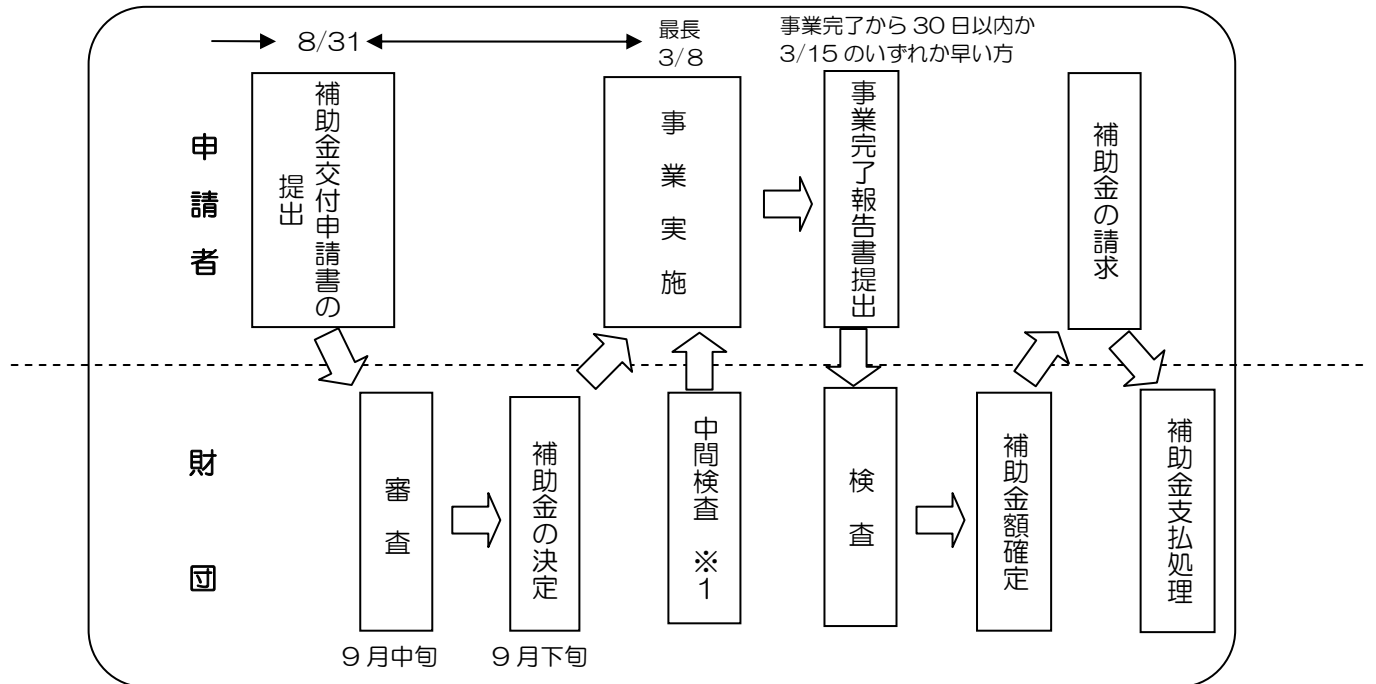 8/31
最長
3/8
事業完了から 30 日以内か
3/15 のいずれか早い方
申請者
補助金交付申請書の
提出
事業実施
事業完了報告書提出
補助金の請求
財団
審査
補助金の決定
中間検査 ※1
検査
補助金額確定
補助金支払処理
9 月中旬
9 月下旬